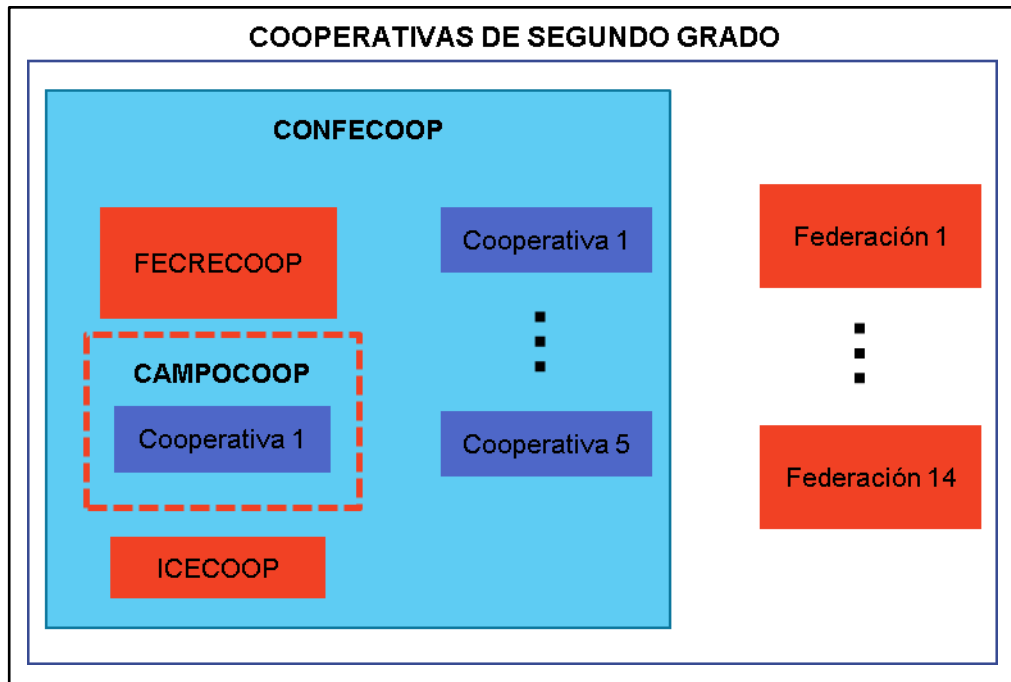 COOPERATIVAS DE SEGUNDO GRADO
CONFECOOP
FECRECOOP
CAMPOCOOP
Cooperativa 1
ICECOOP
Cooperativa 1
Cooperativa 5
Federación 1
Federación 14